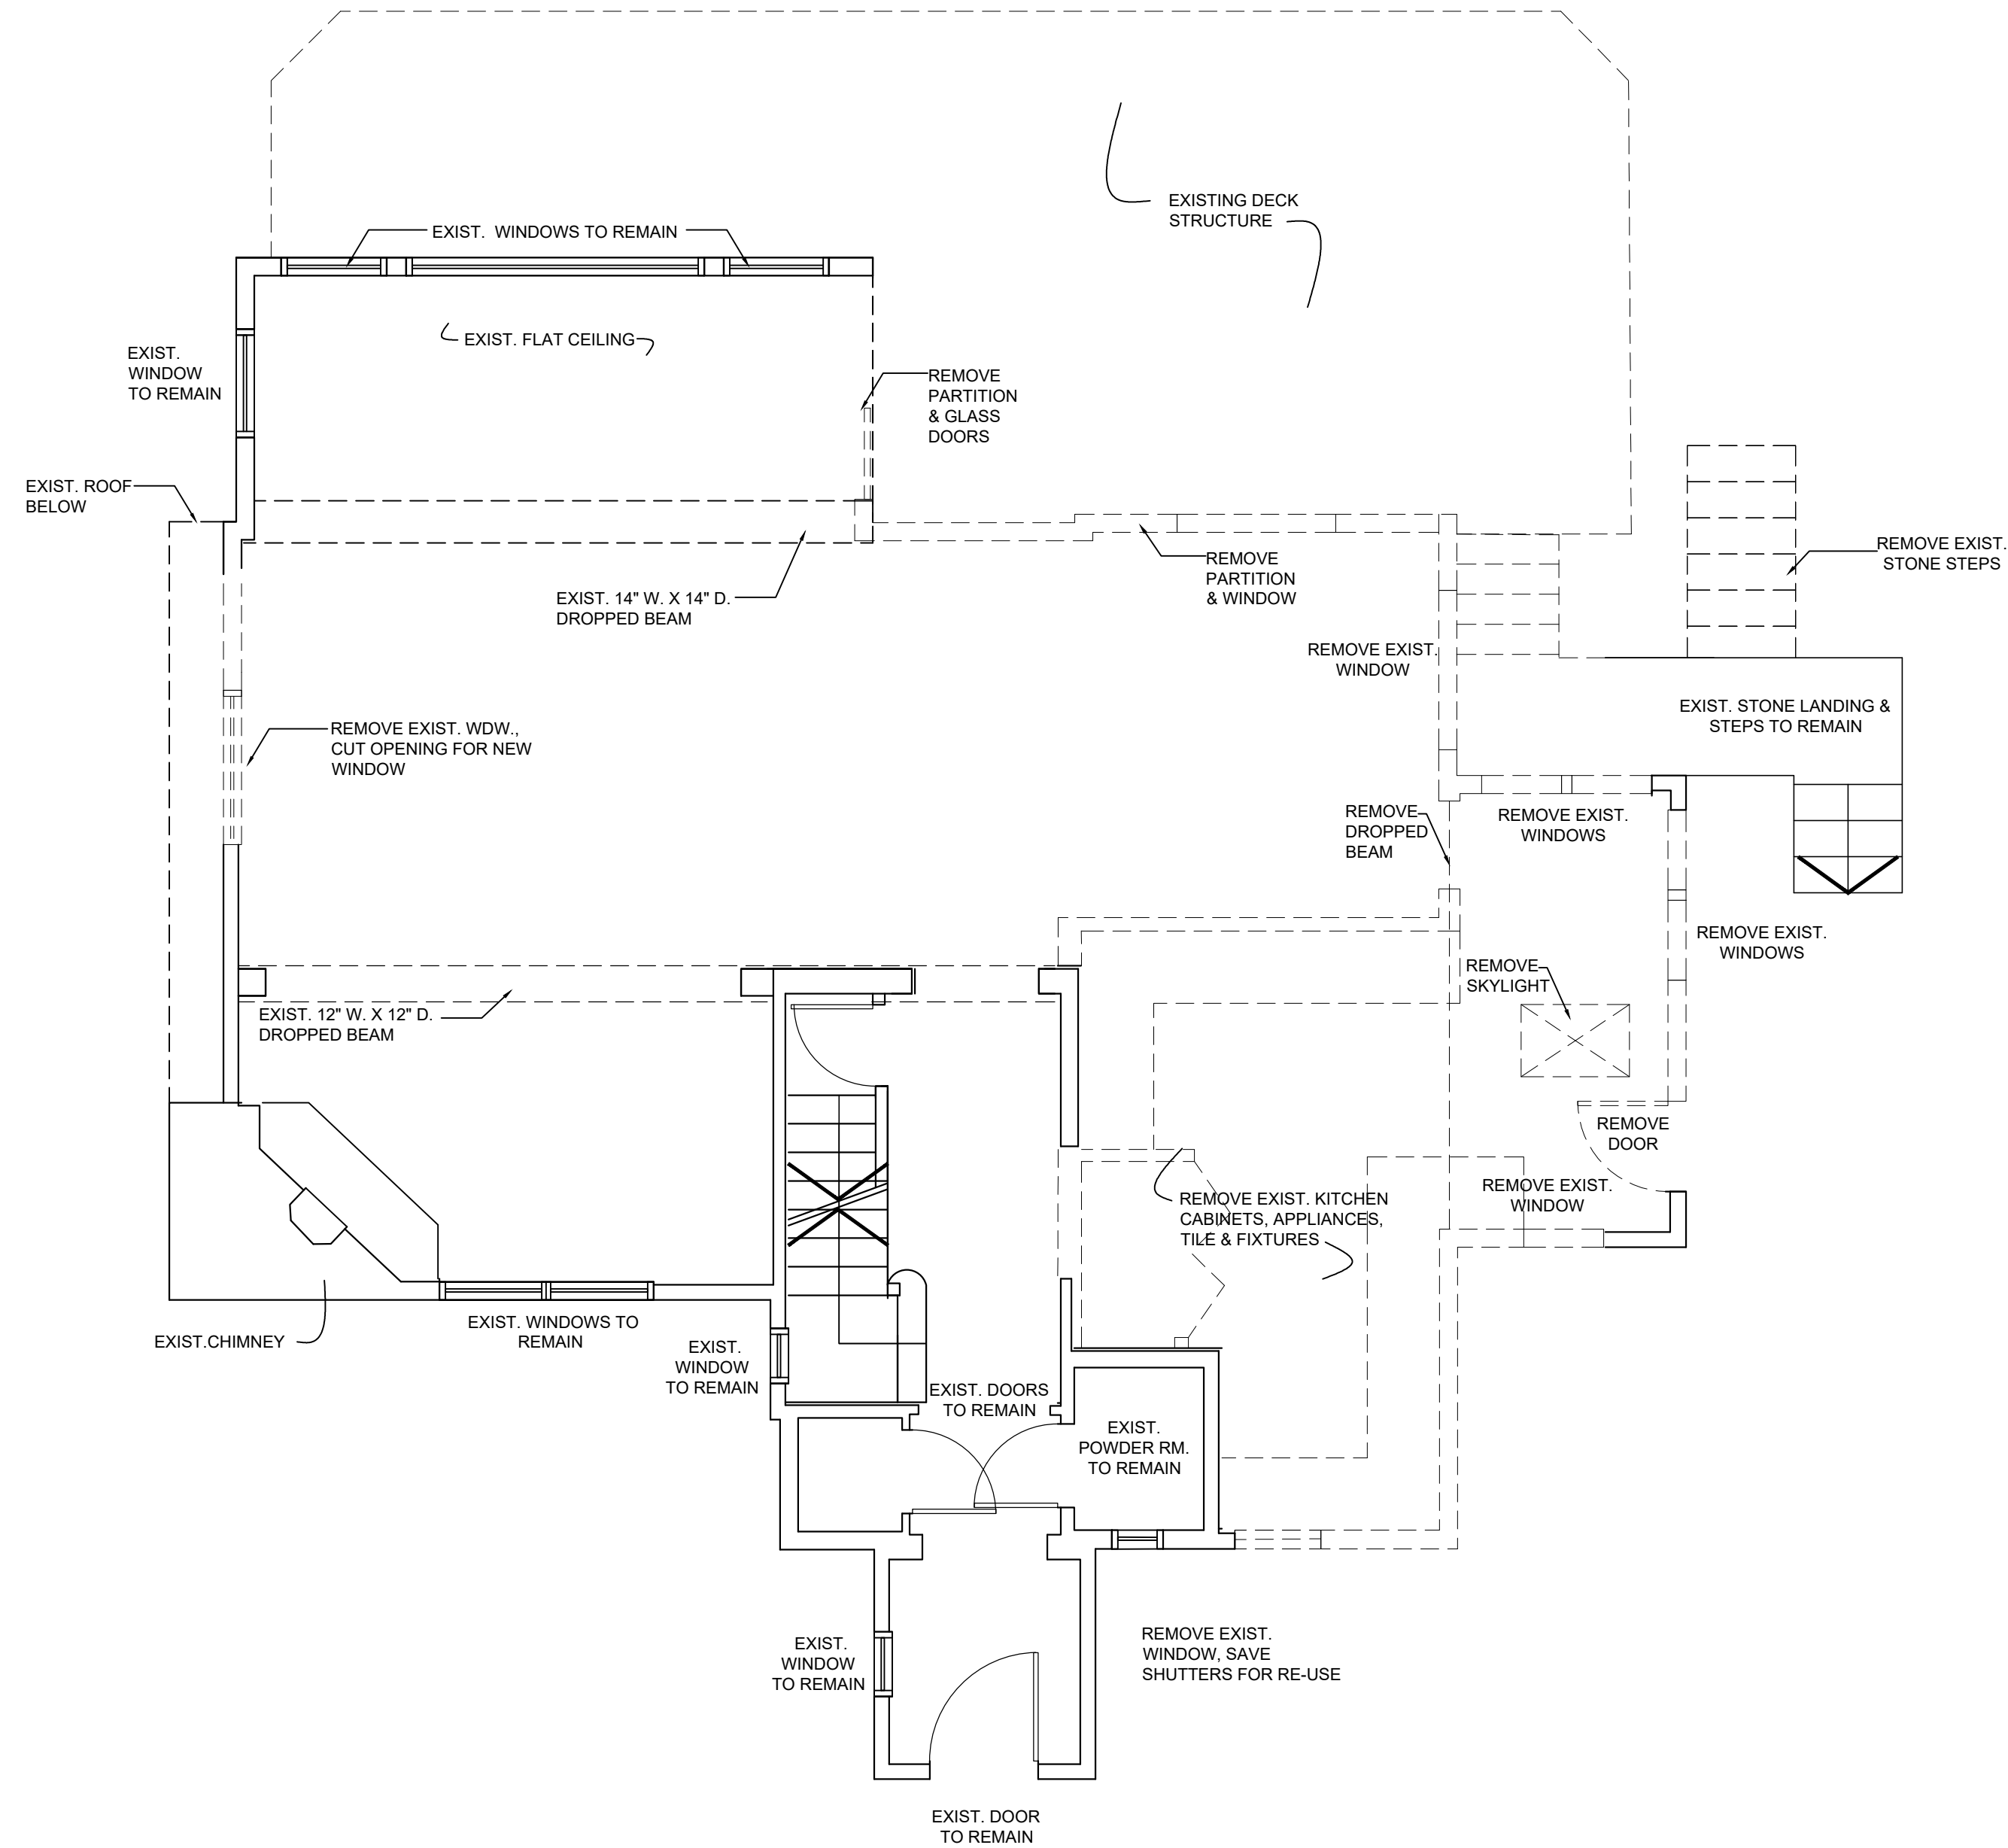 EXISTING DECK
STRUCTURE
EXIST.  WINDOWS TO REMAIN
EXIST. FLAT CEILING
EXIST.
WINDOW
TO REMAIN
REMOVE
PARTITION
& GLASS
DOORS
EXIST. ROOF
BELOW
EXIST. 14" W. X 14" D.
DROPPED BEAM
REMOVE
PARTITION
& WINDOW
REMOVE EXIST.
STONE STEPS
REMOVE EXIST.
WINDOW
EXIST. STONE LANDING &
STEPS TO REMAIN
REMOVE EXIST. WDW.,
CUT OPENING FOR NEW
WINDOW
REMOVE
DROPPED
BEAM
REMOVE EXIST.
WINDOWS
REMOVE EXIST.
WINDOWS
REMOVE
SKYLIGHT
EXIST. 12" W. X 12" D.
DROPPED BEAM
REMOVE
DOOR
REMOVE EXIST. KITCHEN
CABINETS, APPLIANCES,
TILE & FIXTURES
REMOVE EXIST.
WINDOW
EXIST.CHIMNEY
EXIST. WINDOWS TO
REMAIN
EXIST.
WINDOW
TO REMAIN
EXIST. DOORS
TO REMAIN
EXIST.
POWDER RM.
TO REMAIN
EXIST.
WINDOW
TO REMAIN
REMOVE EXIST.
WINDOW, SAVE
SHUTTERS FOR RE-USE
EXIST. DOOR
TO REMAIN